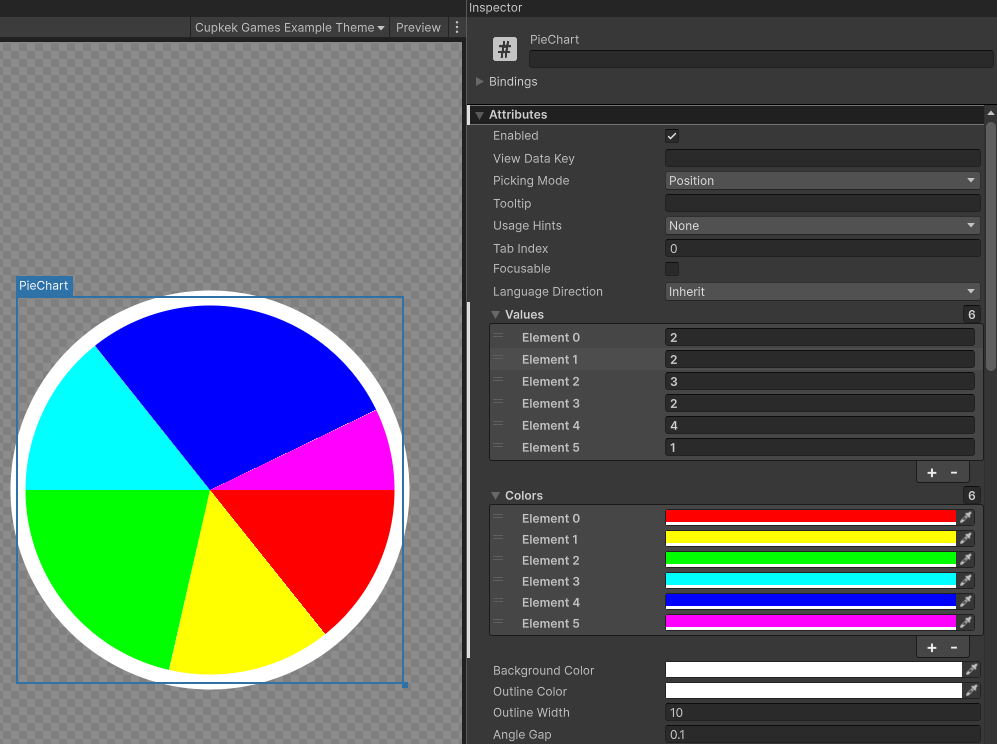 Inspector
Cupkek Games Example Theme Preview
PieChart
Bindings
Attributes
Enabled
View Data Key
Picking Mode Position
Tooltip
Usage Hints None
Tab Index 0
Focusable
Language Direction Inherit
PieChart
Values 6
Element 0 2
Element 1 2
Element 2 3
Element 3 2
Element 4 4
Element 5 1
+ -
Colors 6
Element 0
Element 1
Element 2
Element 3
Element 4
Element 5
+ -
Background Color
Outline Color
Outline Width 10
Angle Gap 0.1